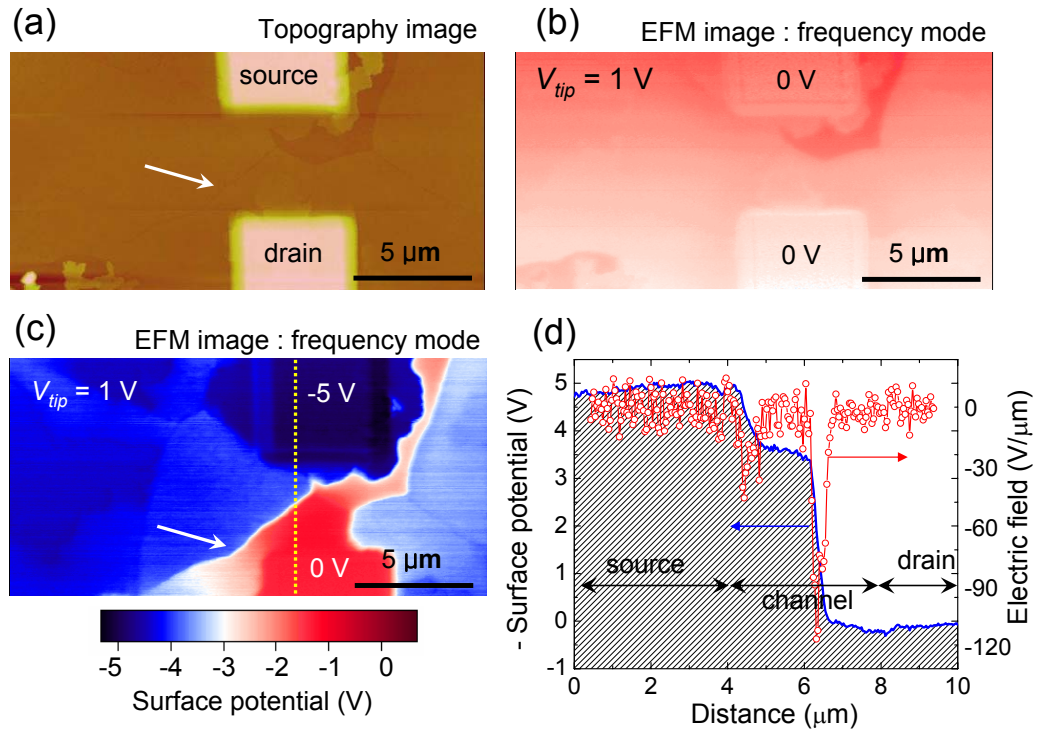 (a)
Topography image
source
drain
5 μm
(b)
EFM image : frequency mode
V_tip = 1 V
0 V
0 V
5 μm
(c)
EFM image : frequency mode
V_tip = 1 V
-5 V
0 V
5 μm
-5 -4 -3 -2 -1 0
Surface potential (V)
(d)
- Surface potential (V)
5
4
3
2
1
0
-1
source
channel
drain
0
-30
-60
-90
-120
Electric field (V/μm)
0 2 4 6 8 10
Distance (μm)